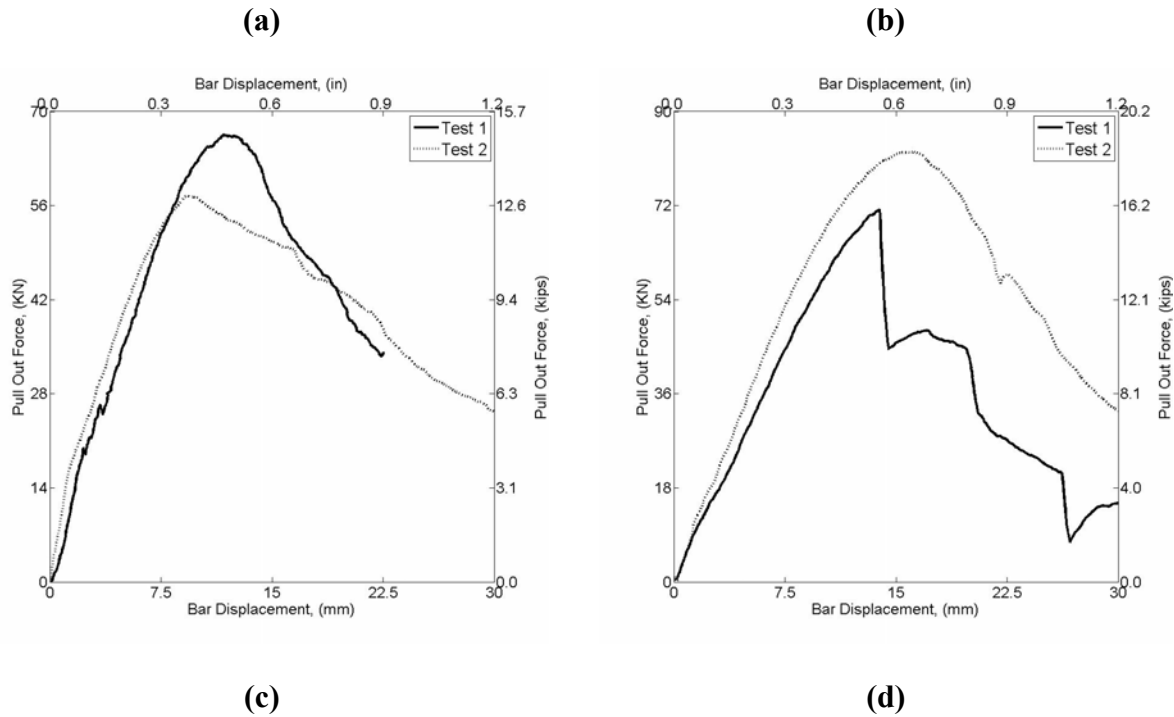 (a)
(b)
Bar Displacement, (in)
0.0 0.3 0.6 0.9 1.2
70 15.7
Test 1
Test 2
56 12.6
42 9.4
28 6.3
14 3.1
0 0.0
Pull Out Force, (KN)
Pull Out Force, (kips)
0 7.5 15 22.5 30
Bar Displacement, (mm)
Bar Displacement, (in)
0.0 0.3 0.6 0.9 1.2
90 20.2
Test 1
Test 2
72 16.2
54 12.1
36 8.1
18 4.0
0 0.0
Pull Out Force, (KN)
Pull Out Force, (kips)
0 7.5 15 22.5 30
Bar Displacement, (mm)
(c)
(d)